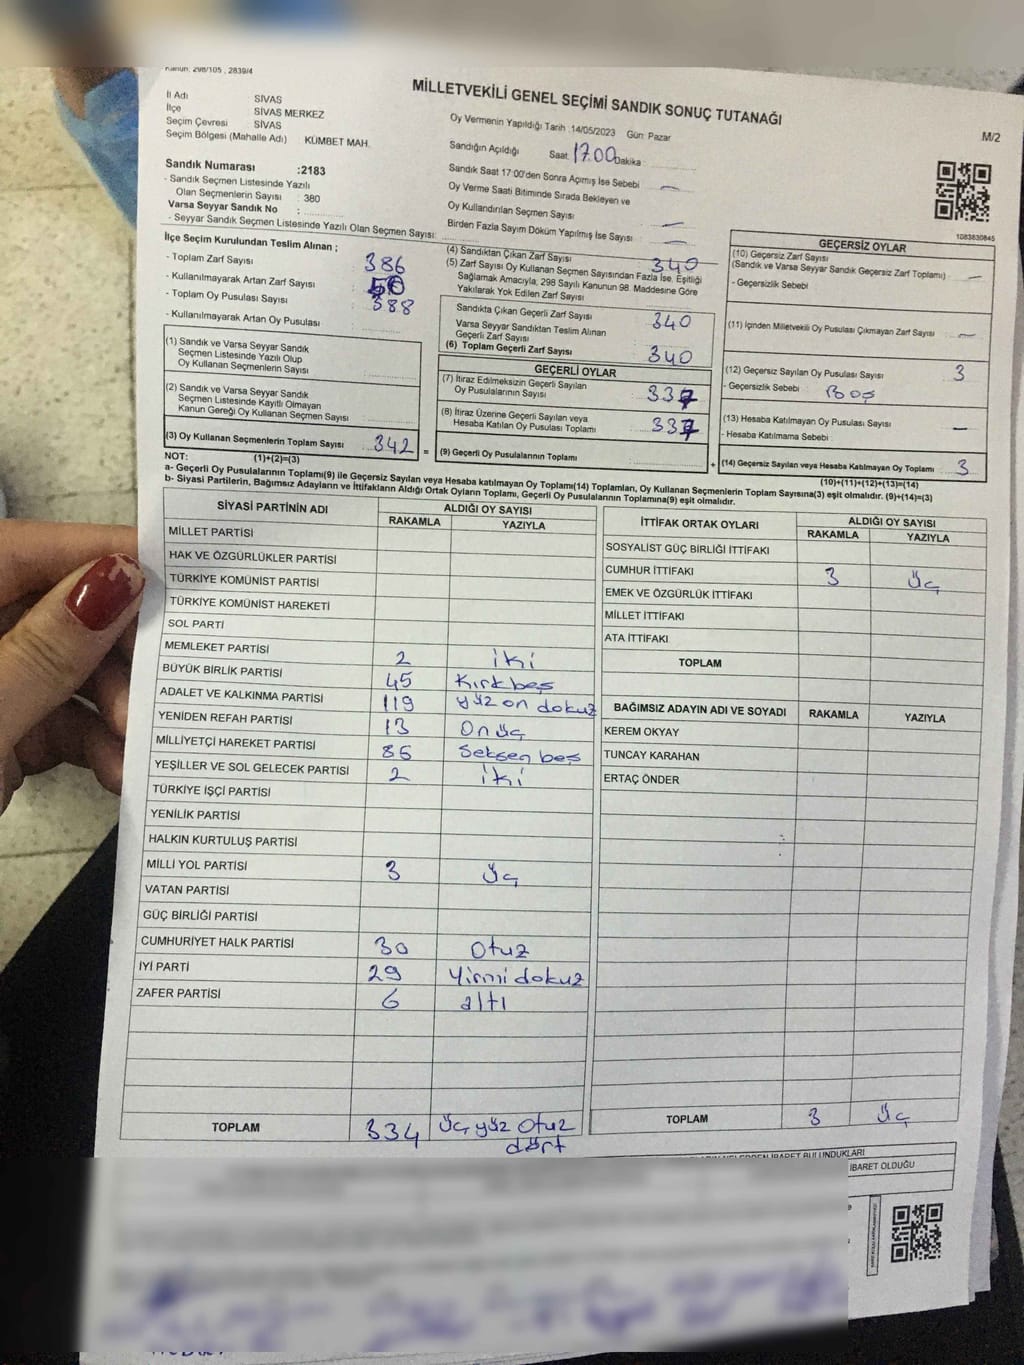 Kanun: 298/105 , 2839/4
MİLLETVEKİLİ GENEL SEÇİMİ SANDIK SONUÇ TUTANAĞI
M/2
İl Adı SİVAS
İlçe SİVAS MERKEZ
Seçim Çevresi SİVAS
Seçim Bölgesi (Mahalle Adı) KÜMBET MAH.
Sandık Numarası :2183
- Sandık Seçmen Listesinde Yazılı
Olan Seçmenlerin Sayısı : 380
Varsa Seyyar Sandık No :
- Seyyar Sandık Seçmen Listesinde Yazılı Olan Seçmen Sayısı:
Oy Vermenin Yapıldığı Tarih :14/05/2023 Gün: Pazar
Sandığın Açıldığı Saat: 17.00 Dakika :
Sandık Saat 17:00'den Sonra Açımış İse Sebebi —
Oy Verme Saati Bitiminde Sırada Bekleyen ve
Oy Kullandırılan Seçmen Sayısı —
Birden Fazla Sayım Döküm Yapılmış İse Sayısı —
1083830845
İlçe Seçim Kurulundan Teslim Alınan ;
- Toplam Zarf Sayısı 386
- Kullanılmayarak Artan Zarf Sayısı
- Toplam Oy Pusulası Sayısı 388
- Kullanılmayarak Artan Oy Pusulası
(1) Sandık ve Varsa Seyyar Sandık
Seçmen Listesinde Yazılı Olup
Oy Kullanan Seçmenlerin Sayısı
(2) Sandık ve Varsa Seyyar Sandık
Seçmen Listesinde Kayıtlı Olmayan
Kanun Gereği Oy Kullanan Seçmen Sayısı
(3) Oy Kullanan Seçmenlerin Toplam Sayısı 342
(4) Sandıktan Çıkan Zarf Sayısı 340
(5) Zarf Sayısı Oy Kullanan Seçmen Sayısından Fazla İse, Eşitliği
Sağlamak Amacıyla, 298 Sayılı Kanunun 98. Maddesine Göre
Yakılarak Yok Edilen Zarf Sayısı
Sandıkta Çıkan Geçerli Zarf Sayısı 340
Varsa Seyyar Sandıktan Teslim Alınan
Geçerli Zarf Sayısı
(6) Toplam Geçerli Zarf Sayısı 340
GEÇERLİ OYLAR
(7) İtiraz Edilmeksizin Geçerli Sayılan
Oy Pusulalarının Sayısı 337
(8) İtiraz Üzerine Geçerli Sayılan veya
Hesaba Katılan Oy Pusulası Toplamı 337
= (9) Geçerli Oy Pusulalarının Toplamı +
GEÇERSİZ OYLAR
(10) Geçersiz Zarf Sayısı
(Sandık ve Varsa Seyyar Sandık Geçersiz Zarf Toplamı) —
- Geçersizlik Sebebi
(11) İçinden Milletvekili Oy Pusulası Çıkmayan Zarf Sayısı —
(12) Geçersiz Sayılan Oy Pusulası Sayısı 3
- Geçersizlik Sebebi : Boş
(13) Hesaba Katılmayan Oy Pusulası Sayısı —
- Hesaba Katılmama Sebebi
(14) Geçersiz Sayılan veya Hesaba Katılmayan Oy Toplamı 3
NOT: (1)+(2)=(3)
(10)+(11)+(12)+(13)=(14)
a- Geçerli Oy Pusulalarının Toplamı(9) ile Geçersiz Sayılan veya Hesaba katılmayan Oy Toplamı(14) Toplamları, Oy Kullanan Seçmenlerin Toplam Sayısına(3) eşit olmalıdır. (9)+(14)=(3)
b- Siyasi Partilerin, Bağımsız Adayların ve İttifakların Aldığı Ortak Oyların Toplamı, Geçerli Oy Pusulalarının Toplamına(9) eşit olmalıdır.
SİYASİ PARTİNİN ADI ALDIĞI OY SAYISI
RAKAMLA YAZIYLA
MİLLET PARTİSİ
HAK VE ÖZGÜRLÜKLER PARTİSİ
TÜRKİYE KOMÜNİST PARTİSİ
TÜRKİYE KOMÜNİST HAREKETİ
SOL PARTİ
MEMLEKET PARTİSİ 2 iki
BÜYÜK BİRLİK PARTİSİ 45 Kırkbeş
ADALET VE KALKINMA PARTİSİ 119 yüz on dokuz
YENİDEN REFAH PARTİSİ 13 On üç
MİLLİYETÇİ HAREKET PARTİSİ 85 Seksen beş
YEŞİLLER VE SOL GELECEK PARTİSİ 2 iki
TÜRKİYE İŞÇİ PARTİSİ
YENİLİK PARTİSİ
HALKIN KURTULUŞ PARTİSİ
MİLLİ YOL PARTİSİ 3 Üç
VATAN PARTİSİ
GÜÇ BİRLİĞİ PARTİSİ
CUMHURİYET HALK PARTİSİ 30 Otuz
İYİ PARTİ 29 Yirmi dokuz
ZAFER PARTİSİ 6 altı
TOPLAM 334 Üç yüz otuz
dört
İTTİFAK ORTAK OYLARI ALDIĞI OY SAYISI
RAKAMLA YAZIYLA
SOSYALİST GÜÇ BİRLİĞİ İTTİFAKI
CUMHUR İTTİFAKI 3 Üç
EMEK VE ÖZGÜRLÜK İTTİFAKI
MİLLET İTTİFAKI
ATA İTTİFAKI
TOPLAM
BAĞIMSIZ ADAYIN ADI VE SOYADI RAKAMLA YAZIYLA
KEREM OKYAY
TUNCAY KARAHAN
ERTAÇ ÖNDER
TOPLAM 3 Üç
İBARET BULUNDUKLARI
İBARET OLDUĞU